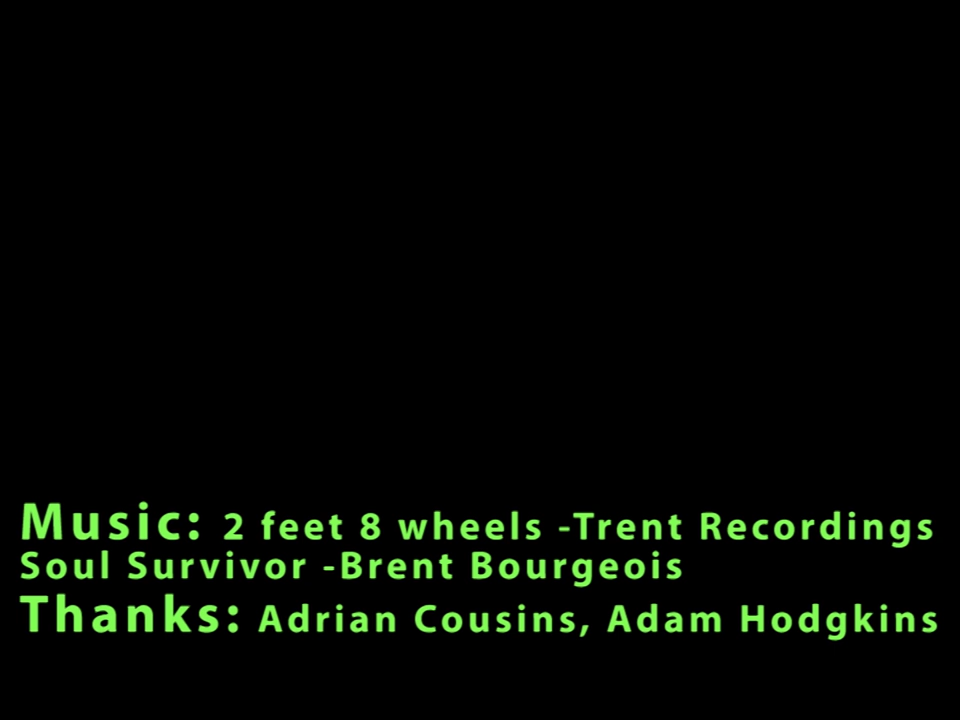 Music: 2 feet 8 wheels -Trent Recordings
Soul Survivor -Brent Bourgeois
Thanks: Adrian Cousins, Adam Hodgkins